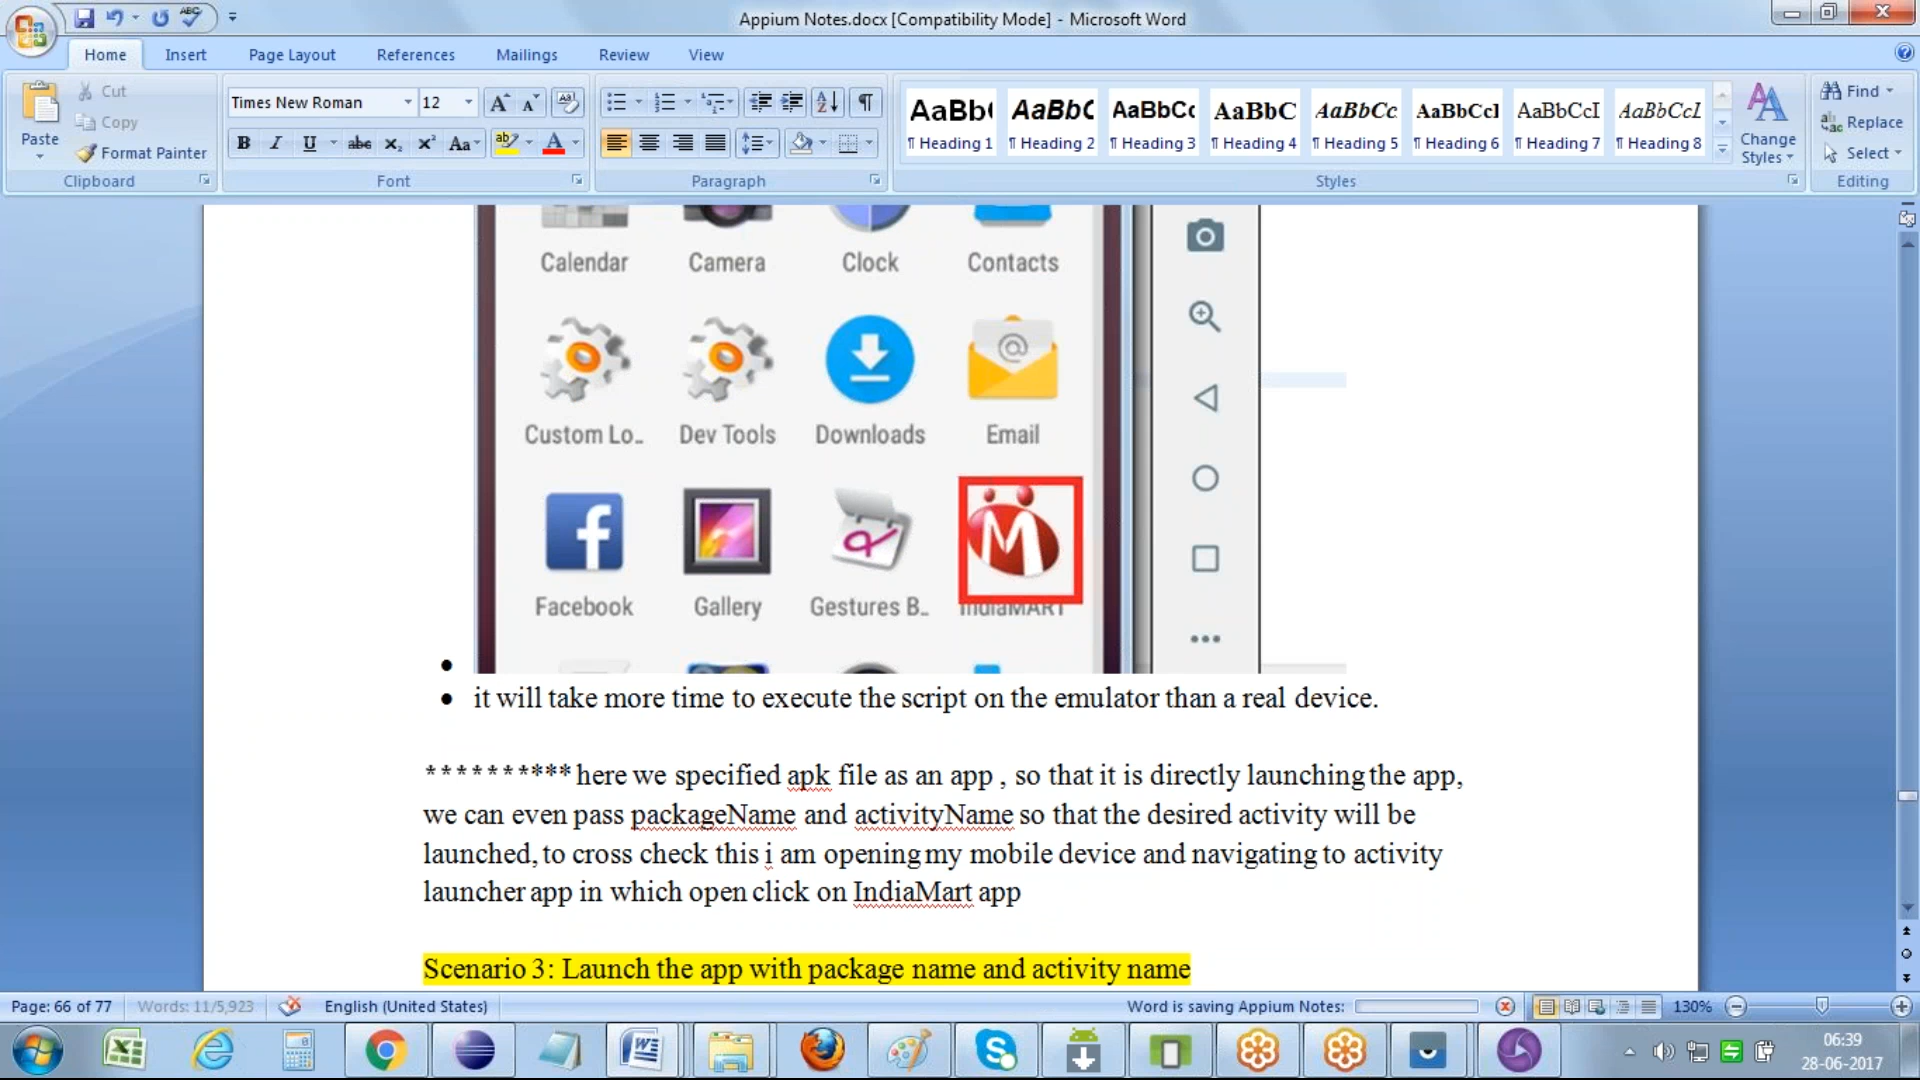 Appium Notes.docx [Compatibility Mode] - Microsoft Word
Home Insert Page Layout References Mailings Review View
Paste
Cut
Copy
Format Painter
Clipboard
Times New Roman 12
Font
Paragraph
AaBb( AaBbC AaBbCc AaBbC AaBbCc AaBbCcI AaBbCcI AaBbCcI
¶ Heading 1 ¶ Heading 2 ¶ Heading 3 ¶ Heading 4 ¶ Heading 5 ¶ Heading 6 ¶ Heading 7 ¶ Heading 8
Change Styles
Styles
Find
Replace
Select
Editing
Calendar Camera Clock Contacts
Custom Lo.. Dev Tools Downloads Email
Facebook Gallery Gestures B.. IndiaMART
• it will take more time to execute the script on the emulator than a real device.
********** here we specified apk file as an app , so that it is directly launching the app,
we can even pass packageName and activityName so that the desired activity will be
launched, to cross check this i am opening my mobile device and navigating to activity
launcher app in which open click on IndiaMart app
Scenario 3: Launch the app with package name and activity name
Page: 66 of 77 Words: 11/5,923 English (United States) Word is saving Appium Notes: 130%
06:39
28-06-2017